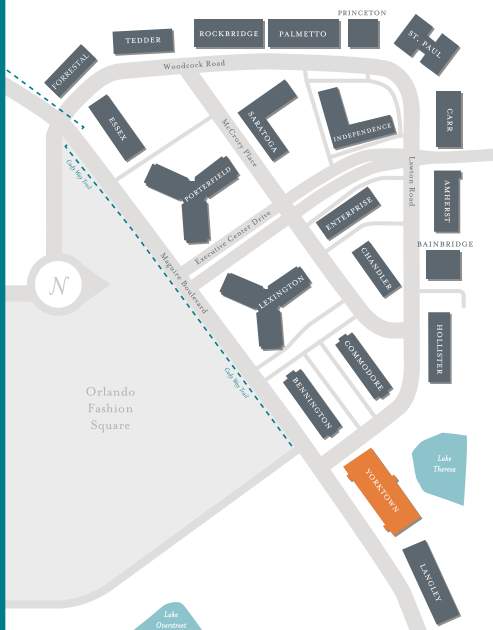 PRINCETON
TEDDER
ROCKBRIDGE
PALMETTO
ST. PAUL
FORRESTAL
Woodcock Road
ESSEX
SARATOGA
INDEPENDENCE
CARR
McCrory Place
Cady Way Trail
PORTERFIELD
Lawton Road
AMHERST
ENTERPRISE
Executive Center Drive
BAINBRIDGE
CHANDLER
Maguire Boulevard
N
LEXINGTON
HOLLISTER
COMMODORE
Cady Way Trail
BENNINGTON
Orlando
Fashion
Square
YORKTOWN
Lake
Theresa
LANGLEY
Lake
Overstreet